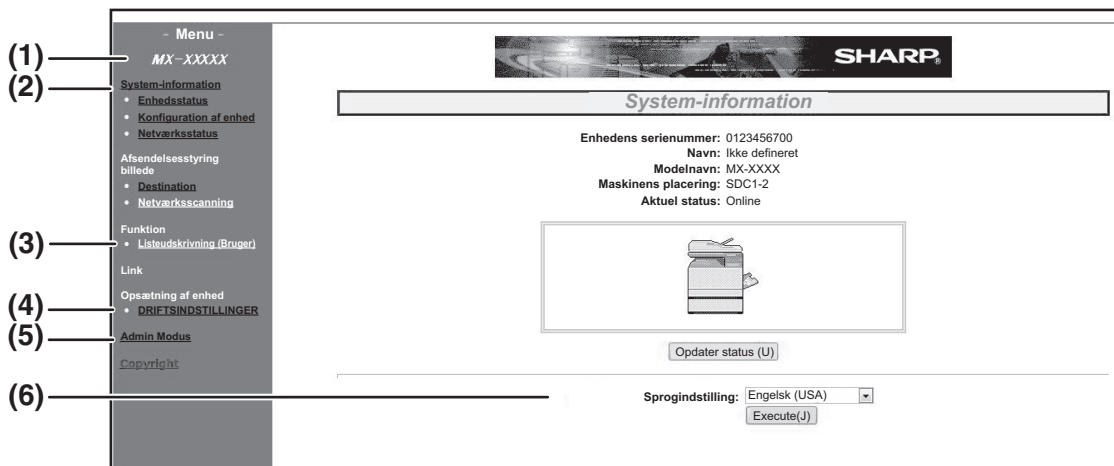 - Menu -
(1)
MX-XXXXX
(2)
System-information
• Enhedsstatus
• Konfiguration af enhed
• Netværksstatus
Afsendelsesstyring
billede
• Destination
• Netværksscanning
Funktion
(3)
• Listeudskrivning (Bruger)
Link
Opsætning af enhed
(4)
• DRIFTSINDSTILLINGER
(5)
Admin Modus
Copyright
(6)
SHARP®
System-information
Enhedens serienummer: 0123456700
Navn: Ikke defineret
Modelnavn: MX-XXXX
Maskinens placering: SDC1-2
Aktuel status: Online
Opdater status (U)
Sprogindstilling: Engelsk (USA)
Execute(J)